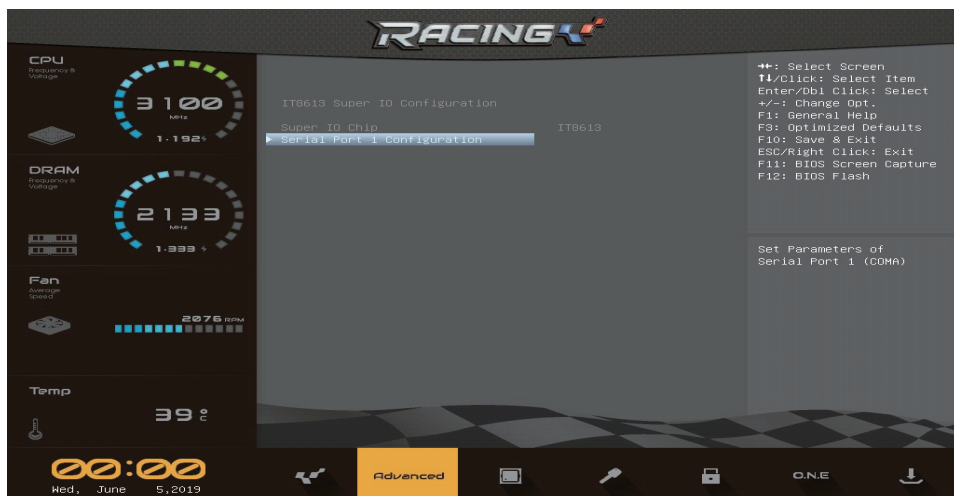 RACING
CPU
Frequency &
Voltage
3100
MHz
1.192
DRAM
Frequency &
Voltage
2133
MHz
1.333
Fan
Average
Speed
2076 RPM
Temp
39 °C
00:00
Wed, June 5,2019
IT8613 Super IO Configuration
Super IO Chip IT8613
Serial Port 1 Configuration
→←: Select Screen
↑↓/Click: Select Item
Enter/Dbl Click: Select
+/-: Change Opt.
F1: General Help
F3: Optimized Defaults
F10: Save & Exit
ESC/Right Click: Exit
F11: BIOS Screen Capture
F12: BIOS Flash
Set Parameters of
Serial Port 1 (COMA)
Advanced
O.N.E